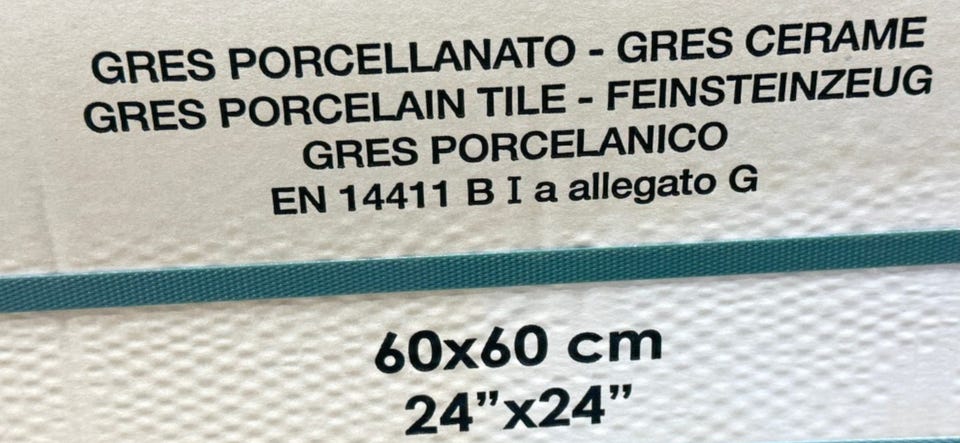 GRES PORCELLANATO - GRES CERAME
GRES PORCELAIN TILE - FEINSTEINZEUG
GRES PORCELANICO
EN 14411 B I a allegato G
60x60 cm
24”x24”